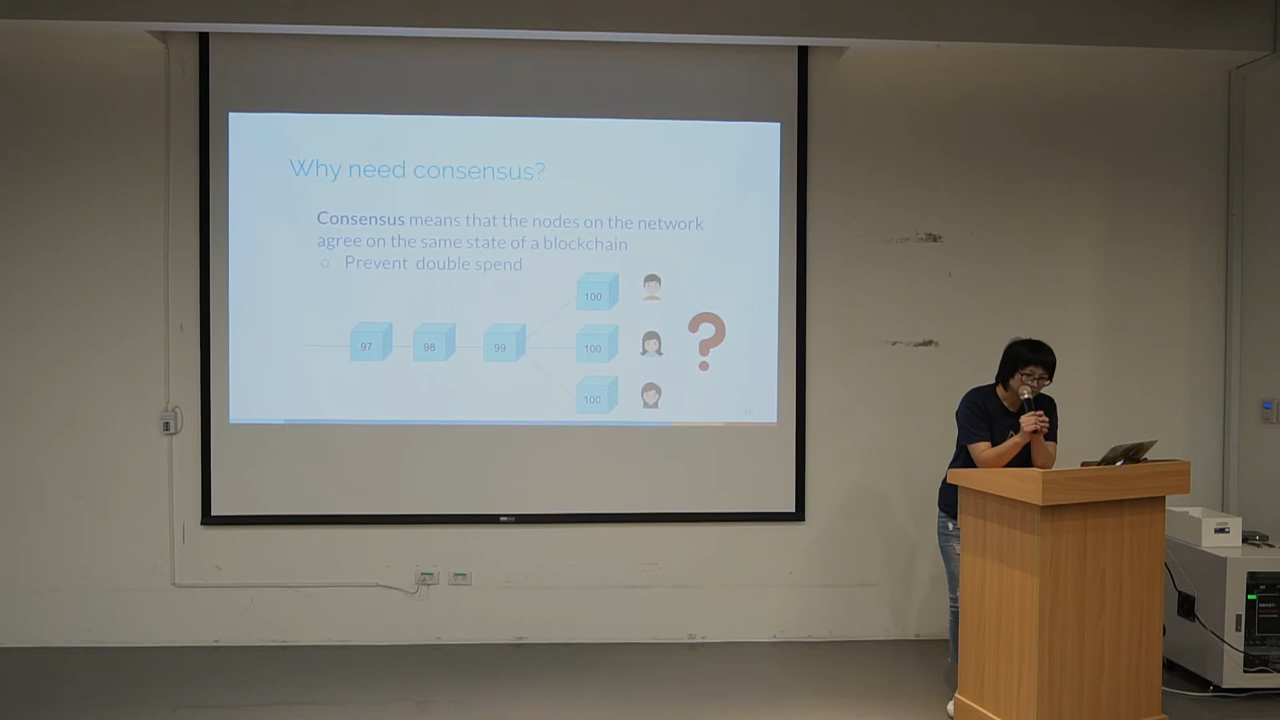 Why need consensus?
Consensus means that the nodes on the network
agree on the same state of a blockchain
○ Prevent double spend
100
97 98 99 100
100